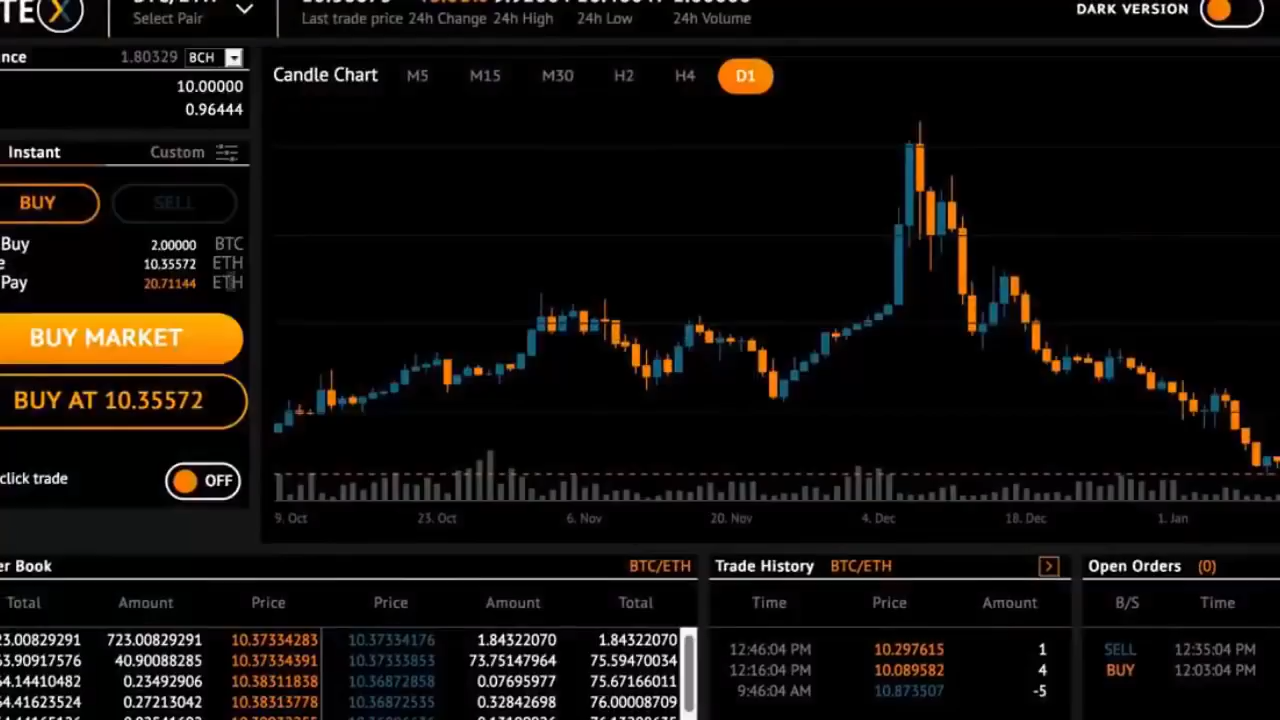 TEX
Select Pair
Last trade price 24h Change 24h High 24h Low 24h Volume
DARK VERSION
nce 1.80329 BCH
10.00000
0.96444
Candle Chart M5 M15 M30 H2 H4 D1
Instant Custom
BUY SELL
Buy 2.00000 BTC
e 10.35572 ETH
Pay 20.71144 ETH
BUY MARKET
BUY AT 10.35572
click trade OFF
9. Oct 23. Oct 6. Nov 20. Nov 4. Dec 18. Dec 1. Jan
er Book BTC/ETH
Total Amount Price Price Amount Total
23.00829291 723.00829291 10.37334283 10.37334176 1.84322070 1.84322070
53.90917576 40.90088285 10.37334391 10.37333853 73.75147964 75.59470034
54.14410482 0.23492906 10.38311838 10.36872858 0.07695977 75.67166011
54.41623524 0.27213042 10.38313778 10.36872535 0.32842698 76.00008709
Trade History BTC/ETH
Time Price Amount
12:46:04 PM 10.297615 1
12:16:04 PM 10.089582 4
9:46:04 AM 10.873507 -5
Open Orders (0)
B/S Time
SELL 12:35:04 PM
BUY 12:03:04 PM